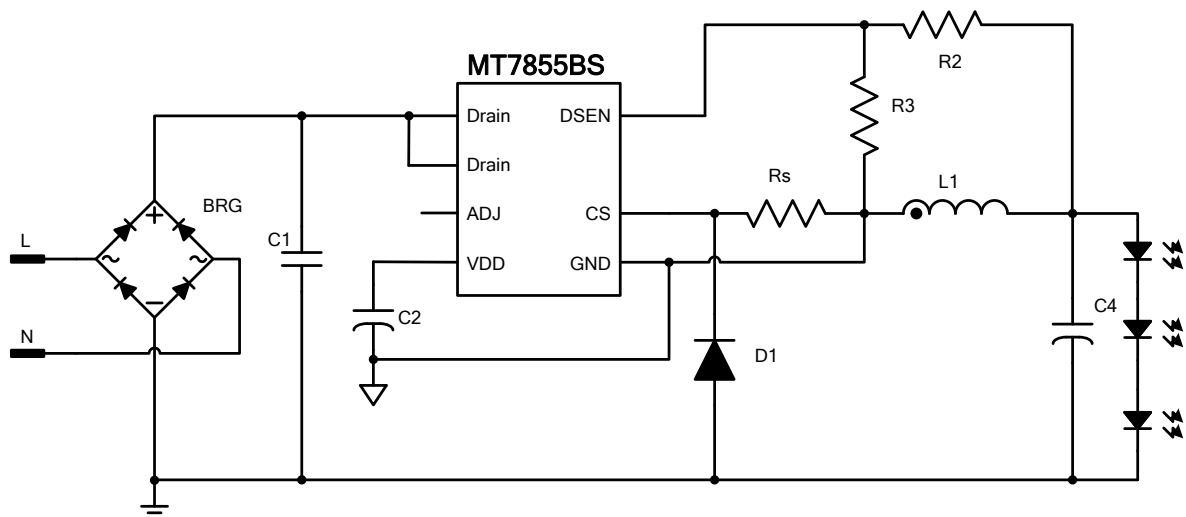 MT7855BS
R2
R3
Drain
DSEN
Drain
Rs
L1
BRG
ADJ
CS
L
C1
VDD
GND
C2
C4
N
D1